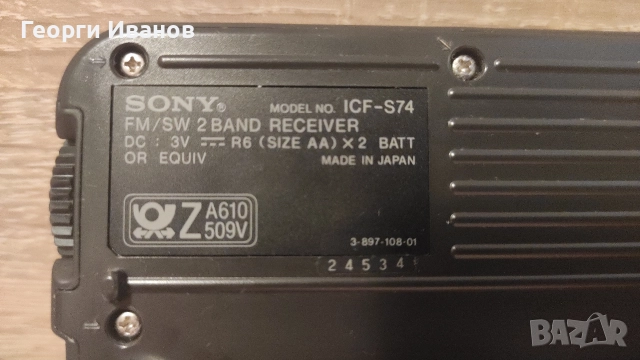 Георги Иванов
SONY® MODEL NO. ICF-S74
FM/SW 2 BAND RECEIVER
DC : 3V ⎓ R6 (SIZE AA) × 2 BATT
OR EQUIV MADE IN JAPAN
Z A610
509V
3-897-108-01
24534
BAZAR